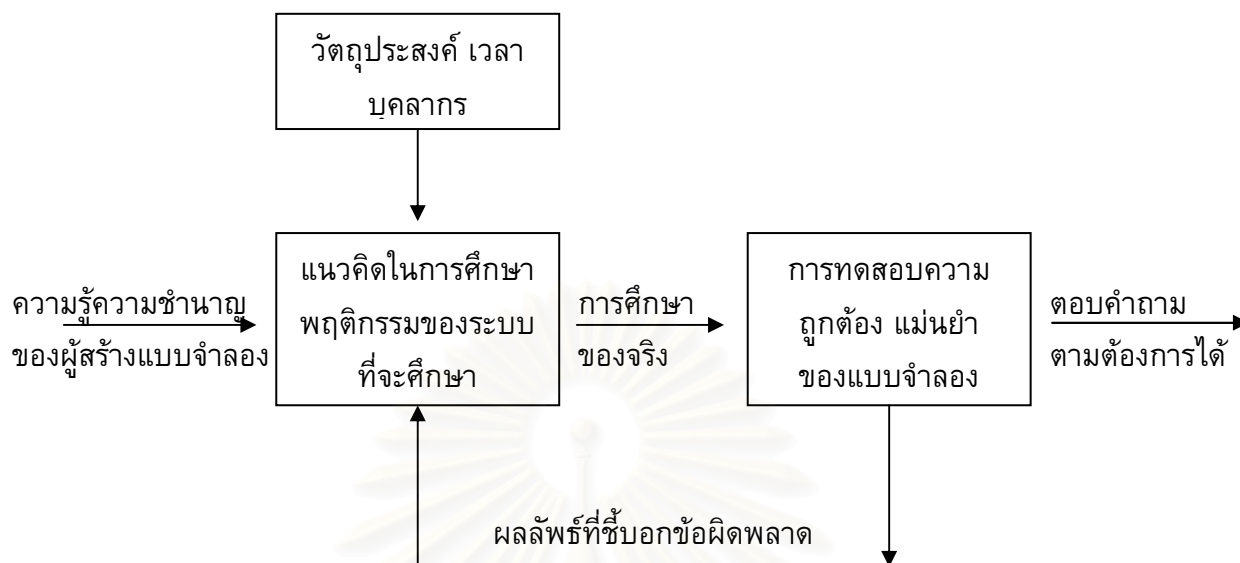 วัตถุประสงค์ เวลา
บุคลากร
ความรู้ความชำนาญ
ของผู้สร้างแบบจำลอง
แนวคิดในการศึกษา
พฤติกรรมของระบบ
ที่จะศึกษา
การศึกษา
ของจริง
การทดสอบความ
ถูกต้อง แม่นยำ
ของแบบจำลอง
ตอบคำถาม
ตามต้องการได้
ผลลัพธ์ที่ชี้บอกข้อผิดพลาด